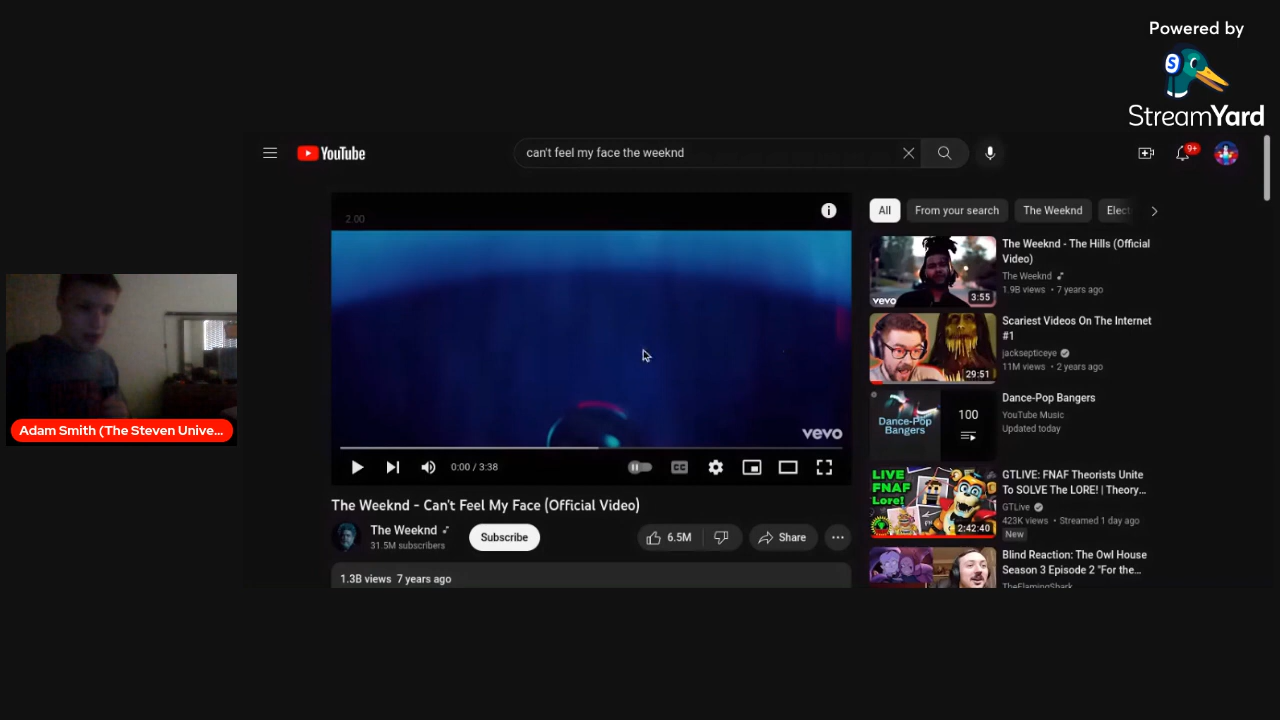 Powered by
S
StreamYard
YouTube
can't feel my face the weeknd
9+
2.00
vevo
0:00 / 3:38
CC
The Weeknd - Can't Feel My Face (Official Video)
The Weeknd
31.5M subscribers
Subscribe
6.5M
Share
1.3B views 7 years ago
All
From your search
The Weeknd
Elect
vevo
3:55
The Weeknd - The Hills (Official
Video)
The Weeknd
1.9B views • 7 years ago
29:51
Scariest Videos On The Internet
#1
jacksepticeye
11M views • 2 years ago
Dance-Pop
Bangers
100
Dance-Pop Bangers
YouTube Music
Updated today
LIVE
FNAF
Lore!
2:42:40
GTLIVE: FNAF Theorists Unite
To SOLVE The LORE! | Theory...
GTLive
423K views • Streamed 1 day ago
New
Blind Reaction: The Owl House
Season 3 Episode 2 "For the...
TheFlamingShark
Adam Smith (The Steven Unive...